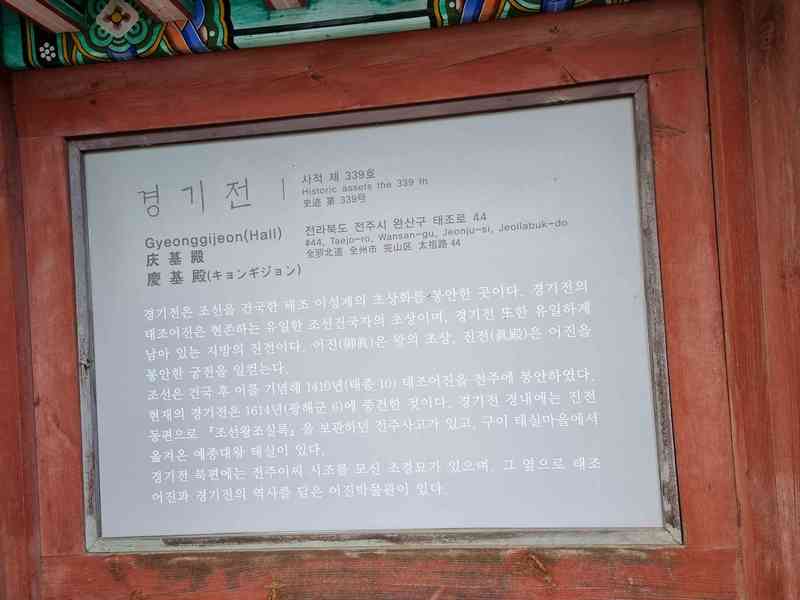 경기전
사적 제 339호
Historic assets the 339 th
史迹 第 339号
Gyeonggijeon(Hall)
庆 基 殿
慶 基 殿(キョンギジョン)
전라북도 전주시 완산구 태조로 44
#44, Taejo-ro, Wansan-gu, Jeonju-si, Jeollabuk-do
全罗北道 全州市 完山区 太祖路 44
경기전은 조선을 건국한 태조 이성계의 초상화를 봉안한 곳이다. 경기전의
태조어진은 현존하는 유일한 조선건국자의 초상이며, 경기전 또한 유일하게
남아 있는 지방의 진전이다. 어진(御眞)은 왕의 초상, 진전(眞殿)은 어진을
봉안한 궁전을 일컫는다.
조선은 건국 후 이를 기념해 1410년(태종 10) 태조어진을 전주에 봉안하였다.
현재의 경기전은 1614년(광해군 6)에 중건한 것이다. 경기전 경내에는 진전
동편으로 『조선왕조실록』을 보관하던 전주사고가 있고, 구이 태실마을에서
옮겨온 예종대왕 태실이 있다.
경기전 북편에는 전주이씨 시조를 모신 조경묘가 있으며, 그 옆으로 태조
어진과 경기전의 역사를 담은 어진박물관이 있다.